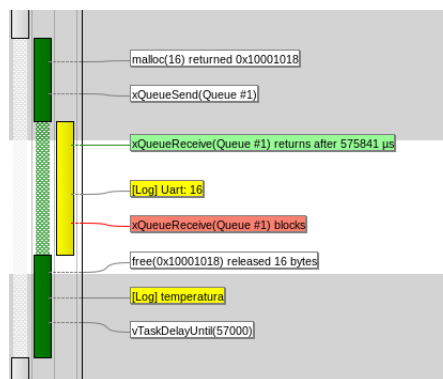 malloc(16) returned 0x10001018
xQueueSend(Queue #1)
xQueueReceive(Queue #1) returns after 575841 µs
[Log] Uart: 16
xQueueReceive(Queue #1) blocks
free(0x10001018) released 16 bytes
[Log] temperatura
vTaskDelayUntil(57000)